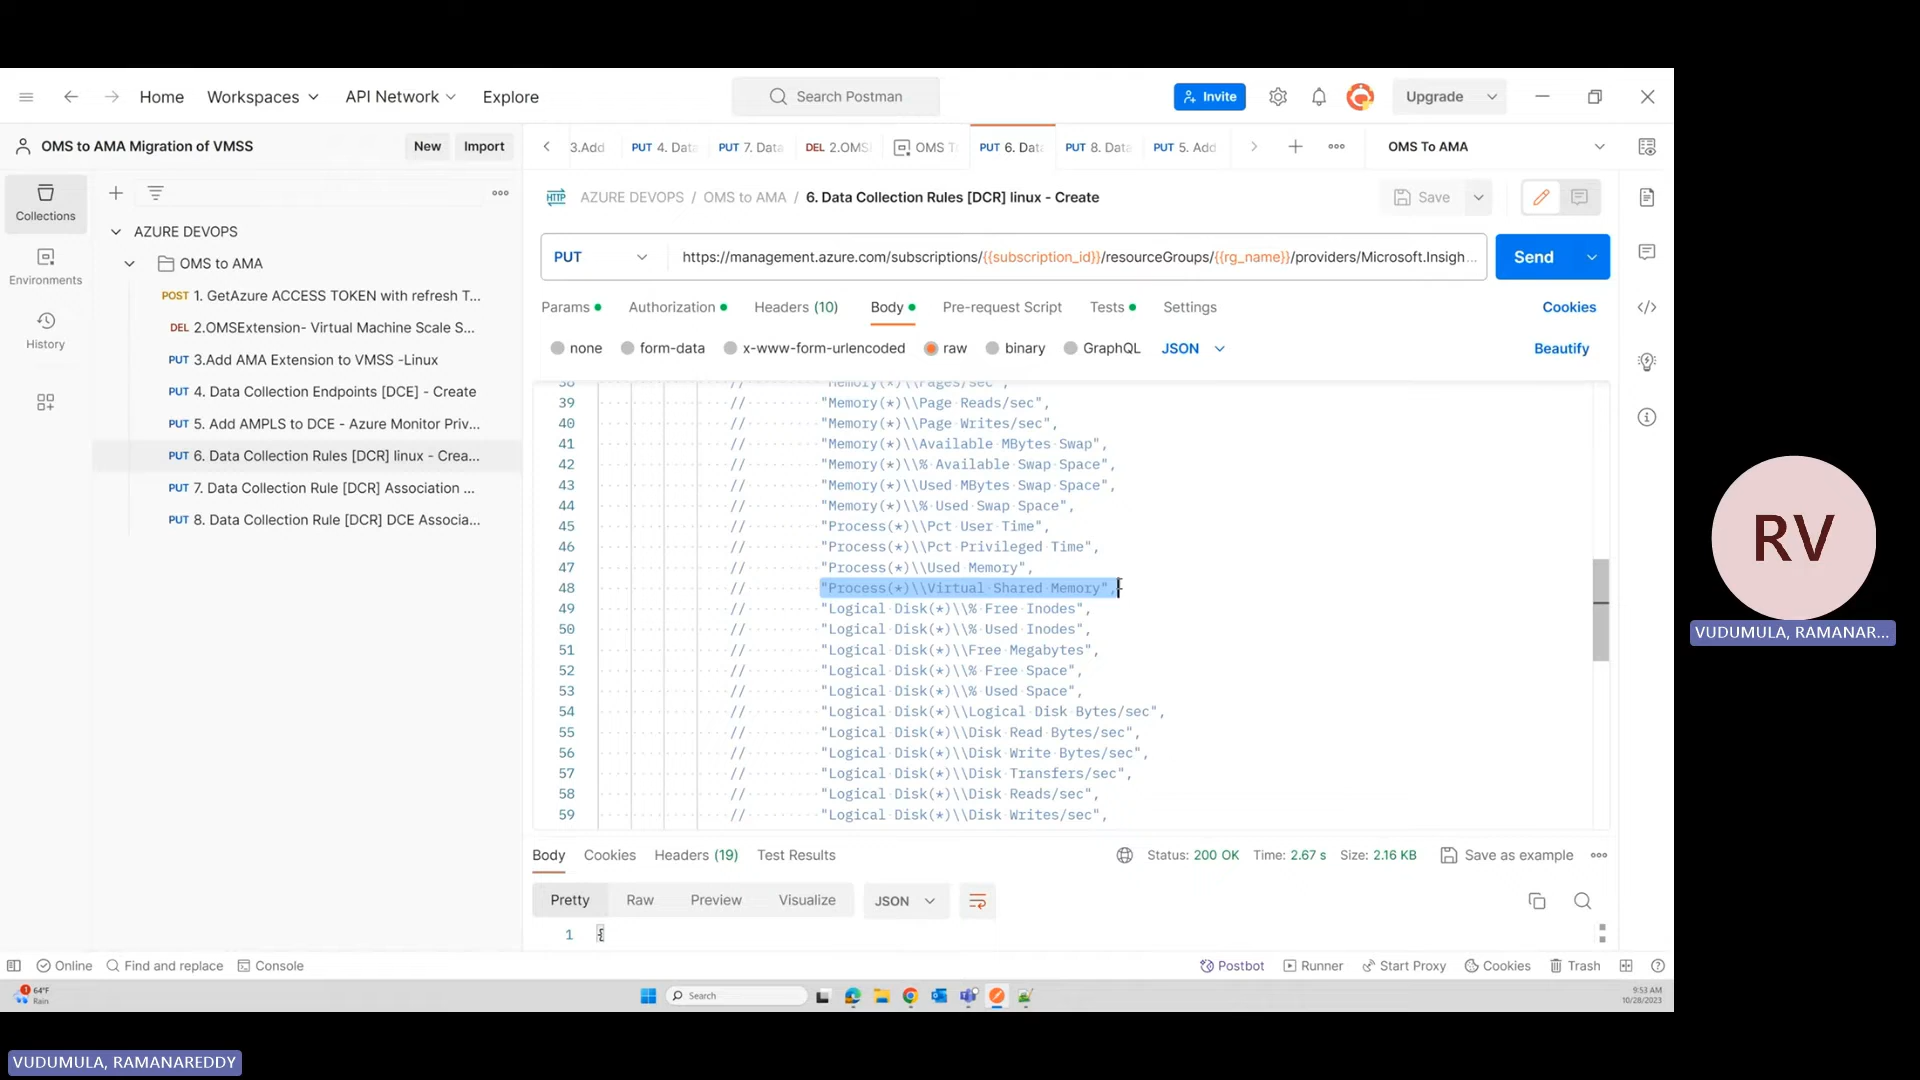 Home
Workspaces
API Network
Explore
Search Postman
Invite
Upgrade
OMS to AMA Migration of VMSS
New
Import
3.Add
PUT 4. Data
PUT 7. Data
DEL 2.OMS
OMS T
PUT 6. Data
PUT 8. Data
PUT 5. Add
OMS To AMA
Collections
Environments
History
AZURE DEVOPS
OMS to AMA
POST 1. GetAzure ACCESS TOKEN with refresh T...
DEL 2.OMSExtension- Virtual Machine Scale S...
PUT 3.Add AMA Extension to VMSS -Linux
PUT 4. Data Collection Endpoints [DCE] - Create
PUT 5. Add AMPLS to DCE - Azure Monitor Priv...
PUT 6. Data Collection Rules [DCR] linux - Crea...
PUT 7. Data Collection Rule [DCR] Association ...
PUT 8. Data Collection Rule [DCR] DCE Associa...
HTTP AZURE DEVOPS / OMS to AMA / 6. Data Collection Rules [DCR] linux - Create
Save
PUT
https://management.azure.com/subscriptions/{{subscription_id}}/resourceGroups/{{rg_name}}/providers/Microsoft.Insigh...
Send
Params
Authorization
Headers (10)
Body
Pre-request Script
Tests
Settings
Cookies
none
form-data
x-www-form-urlencoded
raw
binary
GraphQL
JSON
Beautify
38 // "Memory(*)\\Pages/sec",
39 // "Memory(*)\\Page Reads/sec",
40 // "Memory(*)\\Page Writes/sec",
41 // "Memory(*)\\Available MBytes Swap",
42 // "Memory(*)\\% Available Swap Space",
43 // "Memory(*)\\Used MBytes Swap Space",
44 // "Memory(*)\\% Used Swap Space",
45 // "Process(*)\\Pct User Time",
46 // "Process(*)\\Pct Privileged Time",
47 // "Process(*)\\Used Memory",
48 // "Process(*)\\Virtual Shared Memory",
49 // "Logical Disk(*)\\% Free Inodes",
50 // "Logical Disk(*)\\% Used Inodes",
51 // "Logical Disk(*)\\Free Megabytes",
52 // "Logical Disk(*)\\% Free Space",
53 // "Logical Disk(*)\\% Used Space",
54 // "Logical Disk(*)\\Logical Disk Bytes/sec",
55 // "Logical Disk(*)\\Disk Read Bytes/sec",
56 // "Logical Disk(*)\\Disk Write Bytes/sec",
57 // "Logical Disk(*)\\Disk Transfers/sec",
58 // "Logical Disk(*)\\Disk Reads/sec",
59 // "Logical Disk(*)\\Disk Writes/sec",
Body
Cookies
Headers (19)
Test Results
Status: 200 OK
Time: 2.67 s
Size: 2.16 KB
Save as example
Pretty
Raw
Preview
Visualize
JSON
1 {
Online
Find and replace
Console
Postbot
Runner
Start Proxy
Cookies
Trash
1
64°F
Rain
Search
9:53 AM
10/28/2023
RV
VUDUMULA, RAMANAR...
VUDUMULA, RAMANAREDDY